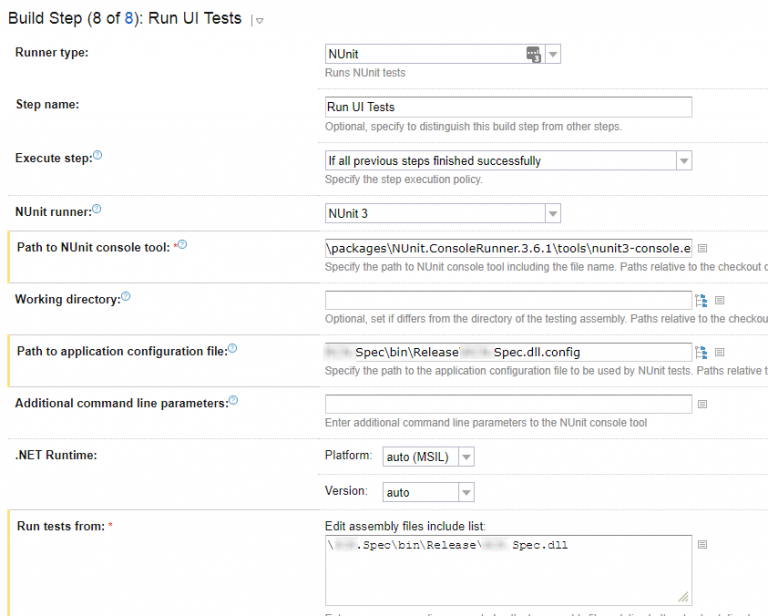 Build Step (8 of 8): Run UI Tests
Runner type:
NUnit
3
Runs NUnit tests
Step name:
Run UI Tests
Optional, specify to distinguish this build step from other steps.
Execute step:
If all previous steps finished successfully
Specify the step execution policy.
NUnit runner:
NUnit 3
Path to NUnit console tool: *
\packages\NUnit.ConsoleRunner.3.6.1\tools\nunit3-console.e
Specify the path to NUnit console tool including the file name. Paths relative to the checkout
Working directory:
Optional, set if differs from the directory of the testing assembly. Paths relative to the checkou
Path to application configuration file:
Spec\bin\Release\ Spec.dll.config
Specify the path to the application configuration file to be used by NUnit tests. Paths relative t
Additional command line parameters:
Enter additional command line parameters to the NUnit console tool
.NET Runtime:
Platform: auto (MSIL)
Version: auto
Run tests from: *
Edit assembly files include list:
\ .Spec\bin\Release\ Spec.dll